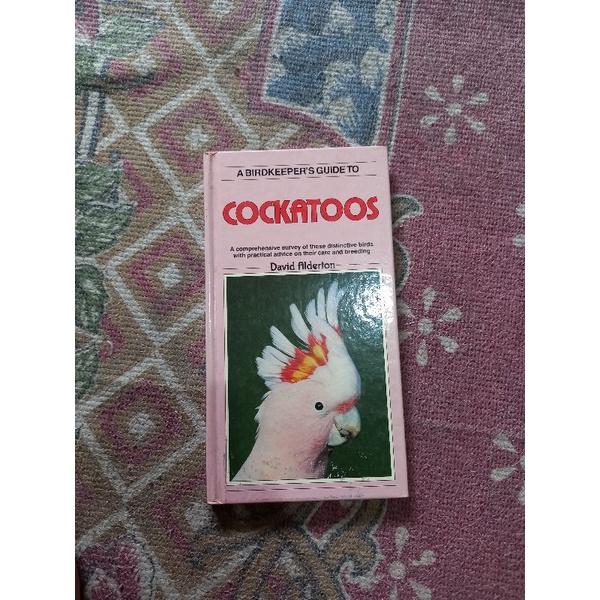 A BIRDKEEPER'S GUIDE TO
COCKATOOS
A comprehensive survey of these distinctive birds
with practical advice on their care and breeding
David Alderton